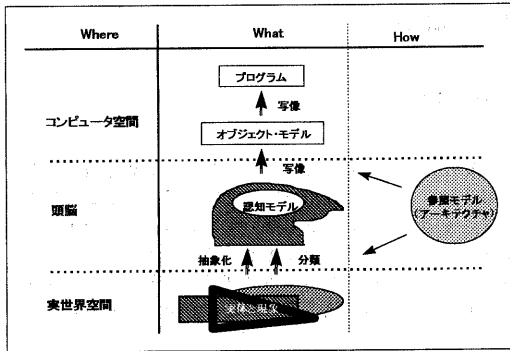 Where
What
How
プログラム
写像
コンピュータ空間
オブジェクト・モデル
写像
頭脳
認知モデル
参照モデル
(アーキテクチャ)
抽象化
分類
実世界空間
実体と現象